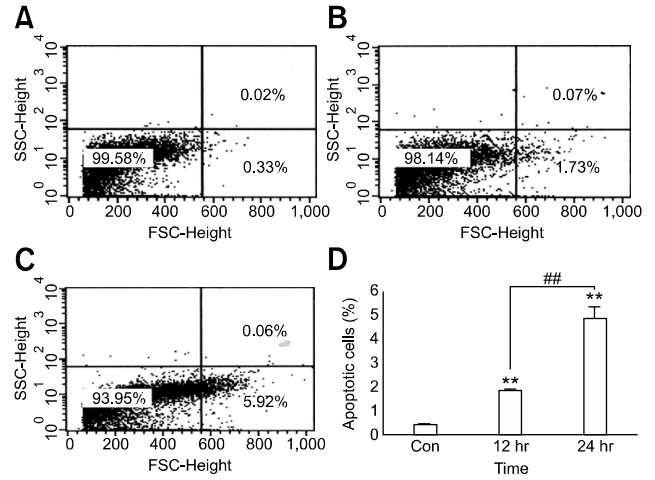 A
SSC-Height
10 4
10 3
10 2
10 1
10 0
0.02%
99.58%
0.33%
0 200 400 600 800 1,000
FSC-Height
B
SSC-Height
10 4
10 3
10 2
10 1
10 0
0.07%
98.14%
1.73%
0 200 400 600 800 1,000
FSC-Height
C
SSC-Height
10 4
10 3
10 2
10 1
10 0
0.06%
93.95%
5.92%
0 200 400 600 800 1,000
FSC-Height
D
Apoptotic cells (%)
6
5
4
3
2
1
0
##
**
**
Con 12 hr 24 hr
Time